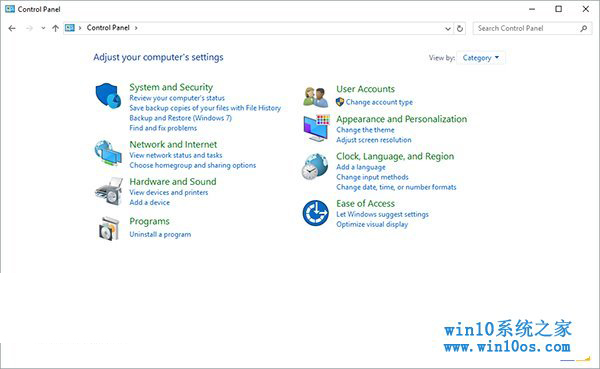 Control Panel
Control Panel
Search Control Panel
Adjust your computer's settings
View by: Category
System and Security
Review your computer's status
Save backup copies of your files with File History
Backup and Restore (Windows 7)
Find and fix problems
Network and Internet
View network status and tasks
Choose homegroup and sharing options
Hardware and Sound
View devices and printers
Add a device
Programs
Uninstall a program
User Accounts
Change account type
Appearance and Personalization
Change the theme
Adjust screen resolution
Clock, Language, and Region
Add a language
Change input methods
Change date, time, or number formats
Ease of Access
Let Windows suggest settings
Optimize visual display
win10系统之家
www.win10os.com